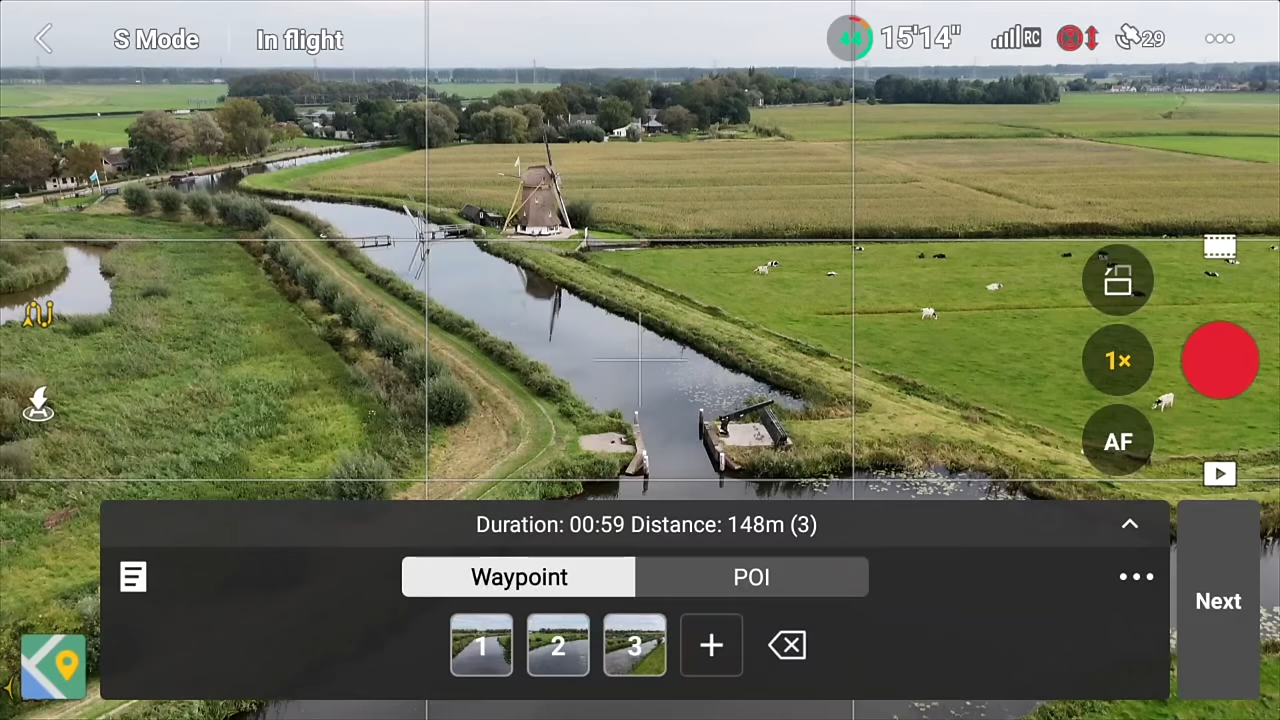 S Mode
In flight
44
15'14"
RC
29
1×
AF
Duration: 00:59 Distance: 148m (3)
Waypoint
POI
Next
1
2
3